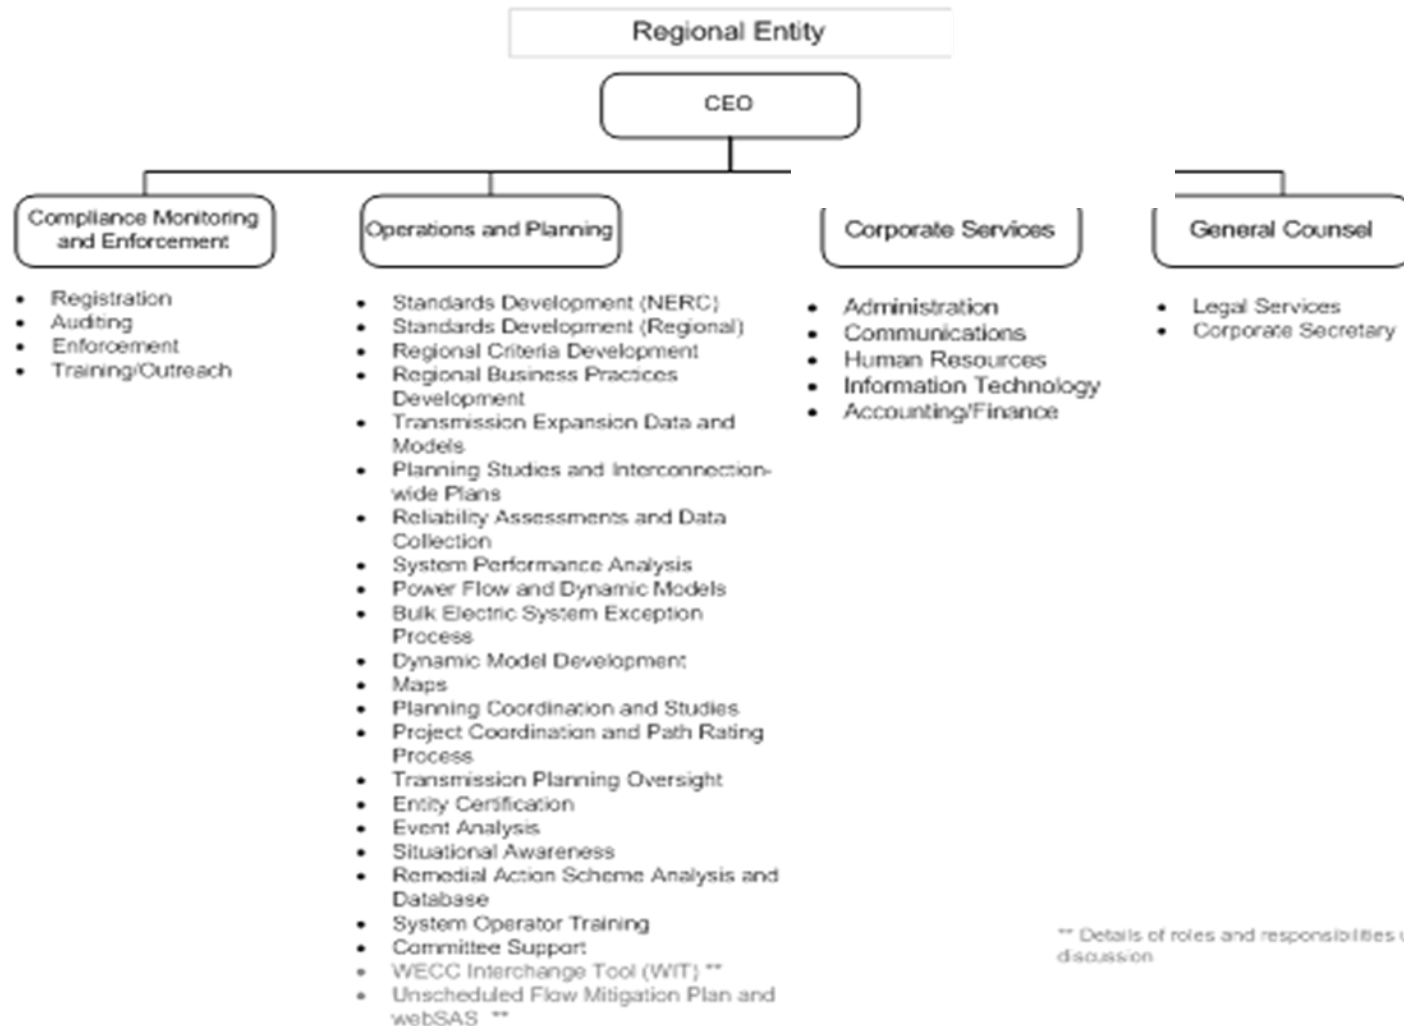 Regional Entity
CEO
Compliance Monitoring
and Enforcement
• Registration
• Auditing
• Enforcement
• Training/Outreach
Operations and Planning
• Standards Development (NERC)
• Standards Development (Regional)
• Regional Criteria Development
• Regional Business Practices
Development
• Transmission Expansion Data and
Models
• Planning Studies and Interconnection-
wide Plans
• Reliability Assessments and Data
Collection
• System Performance Analysis
• Power Flow and Dynamic Models
• Bulk Electric System Exception
Process
• Dynamic Model Development
• Maps
• Planning Coordination and Studies
• Project Coordination and Path Rating
Process
• Transmission Planning Oversight
• Entity Certification
• Event Analysis
• Situational Awareness
• Remedial Action Scheme Analysis and
Database
• System Operator Training
• Committee Support
• WECC Interchange Tool (WIT) **
• Unscheduled Flow Mitigation Plan and
webSAS **
Corporate Services
• Administration
• Communications
• Human Resources
• Information Technology
• Accounting/Finance
General Counsel
• Legal Services
• Corporate Secretary
** Details of roles and responsibilities
discussion